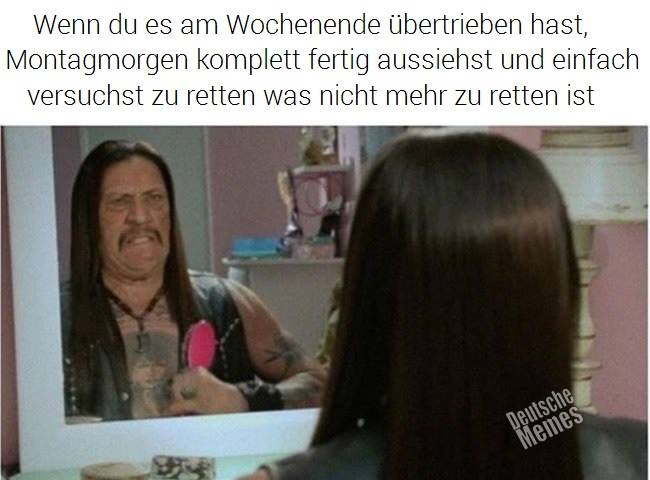 Wenn du es am Wochenende übertrieben hast,
Montagmorgen komplett fertig aussiehst und einfach
versuchst zu retten was nicht mehr zu retten ist
Deutsche
Memes